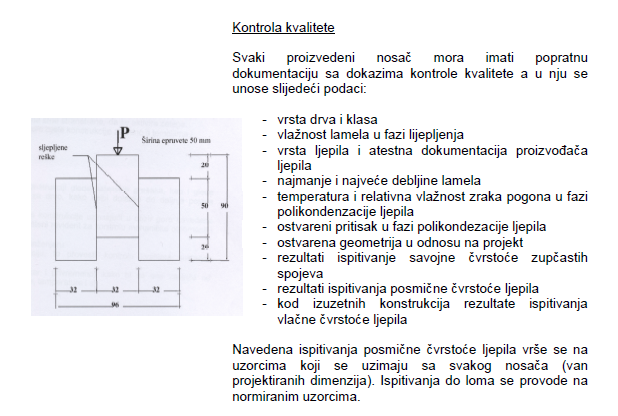 Kontrola kvalitete
Svaki proizvedeni nosač mora imati popratnu
dokumentaciju sa dokazima kontrole kvalitete a u nju se
unose slijedeći podaci:
- vrsta drva i klasa
- vlažnost lamela u fazi lijepljenja
- vrsta ljepila i atestna dokumentacija proizvođača
ljepila
- najmanje i najveće debljine lamela
- temperatura i relativna vlažnost zraka pogona u fazi
polikondenzacije ljepila
- ostvareni pritisak u fazi polikondezacije ljepila
- ostvarena geometrija u odnosu na projekt
- rezultati ispitivanje savojne čvrstoće zupčastih
spojeva
- rezultati ispitivanja posmične čvrstoće ljepila
- kod izuzetnih konstrukcija rezultate ispitivanja
vlačne čvrstoće ljepila
Navedena ispitivanja posmične čvrstoće ljepila vrše se na
uzorcima koji se uzimaju sa svakog nosača (van
projektiranih dimenzija). Ispitivanja do loma se provode na
normiranim uzorcima.
P
Širina epruvete 50 mm
sljepljene
reške
20
50
90
20
32
32
32
96